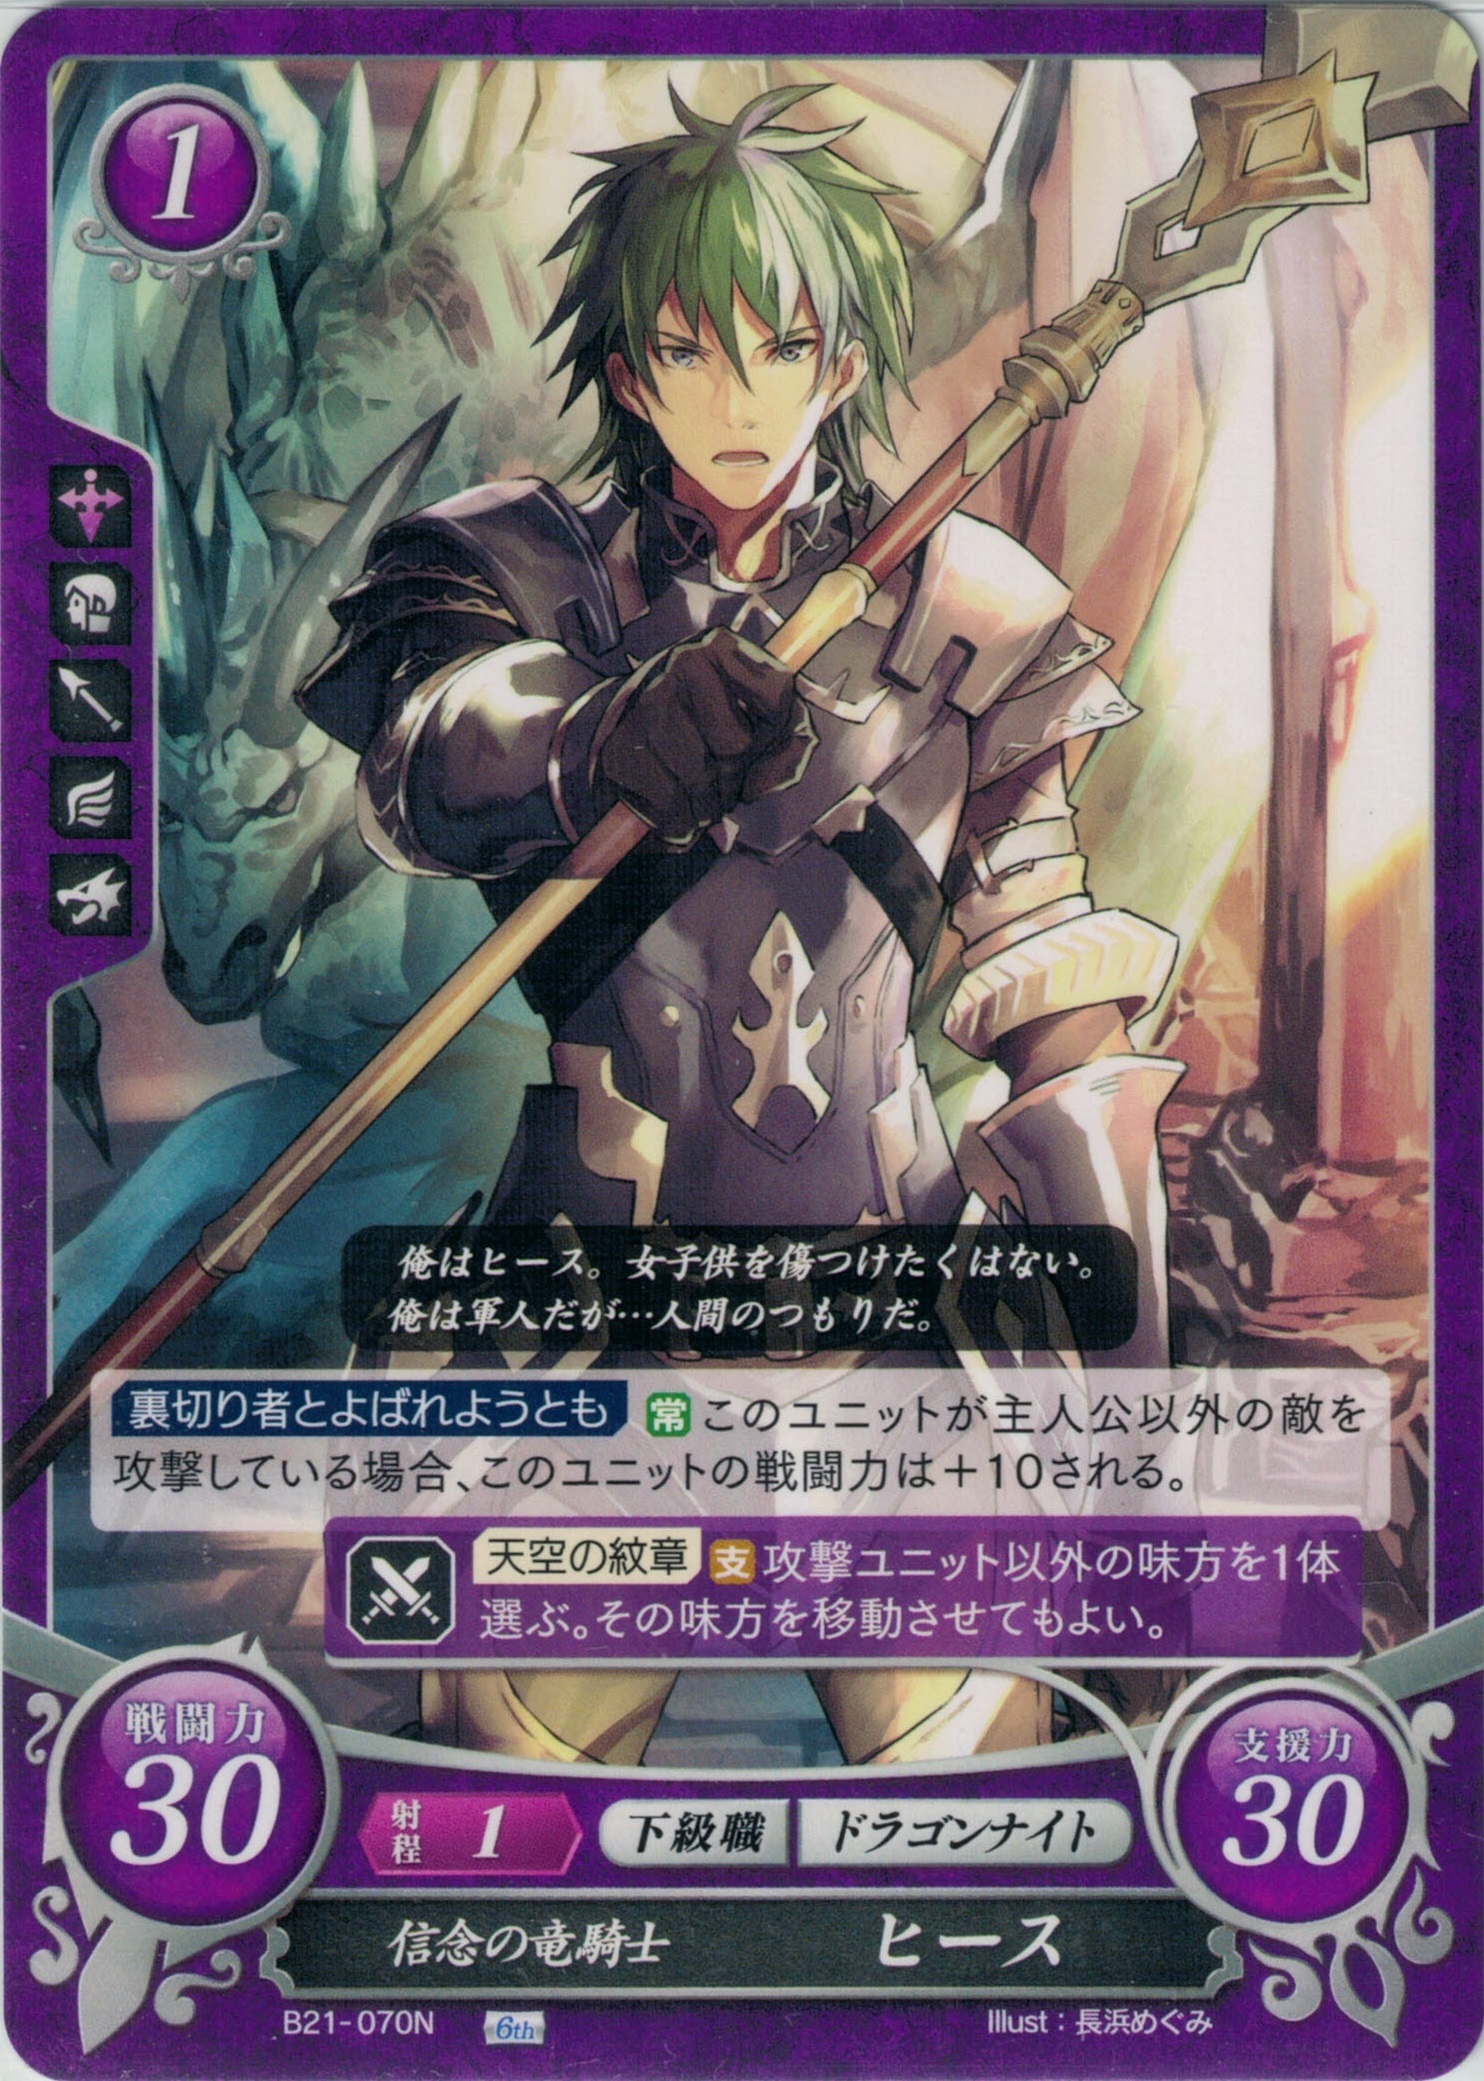 1
俺はヒース。女子供を傷つけたくはない。
俺は軍人だが…人間のつもりだ。
裏切り者とよばれようとも 常 このユニットが主人公以外の敵を
攻撃している場合、このユニットの戦闘力は＋10される。
天空の紋章 支 攻撃ユニット以外の味方を1体
選ぶ。その味方を移動させてもよい。
戦闘力
30
射程 1
下級職 ドラゴンナイト
支援力
30
信念の竜騎士 ヒース
B21-070N 6th Illust：長浜めぐみ